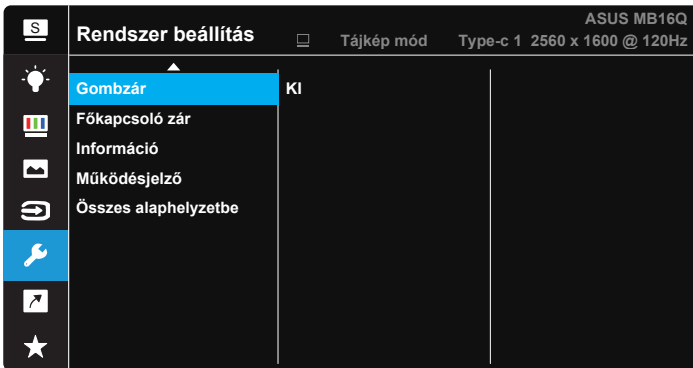 S
ASUS MB16Q
Rendszer beállítás
Tájkép mód Type-c 1 2560 x 1600 @ 120Hz
Gombzár KI
Főkapcsoló zár
Információ
Működésjelző
Összes alaphelyzetbe